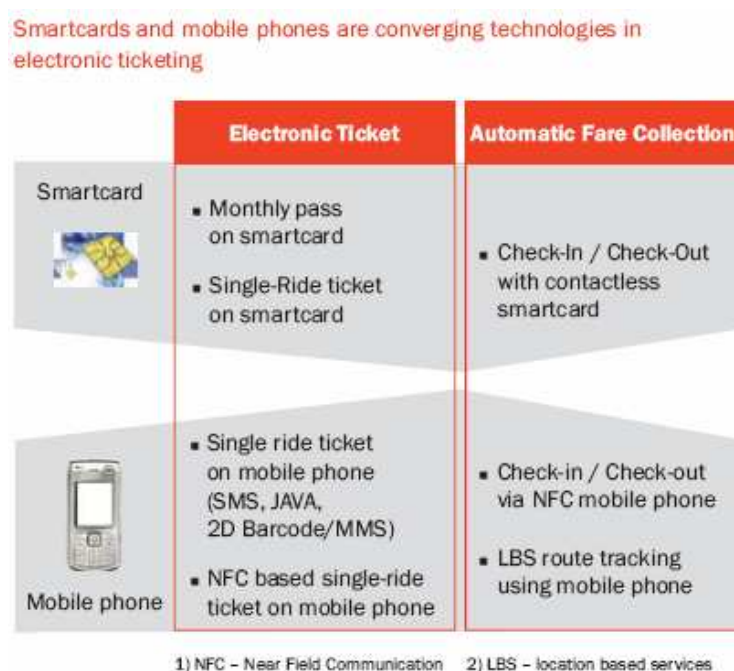 Smartcards and mobile phones are converging technologies in
electronic ticketing
Electronic Ticket
Automatic Fare Collection
Smartcard
▪ Monthly pass
on smartcard
▪ Single-Ride ticket
on smartcard
▪ Check-In / Check-Out
with contactless
smartcard
Mobile phone
▪ Single ride ticket
on mobile phone
(SMS, JAVA,
2D Barcode/MMS)
▪ NFC based single-ride
ticket on mobile phone
▪ Check-in / Check-out
via NFC mobile phone
▪ LBS route tracking
using mobile phone
1) NFC – Near Field Communication
2) LBS – location based services